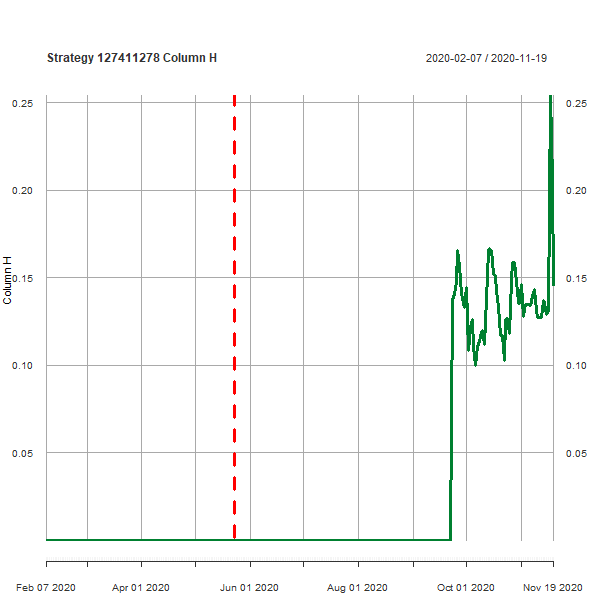 Strategy 127411278 Column H
2020-02-07 / 2020-11-19
0.25
0.25
0.20
0.20
0.15
0.15
0.10
0.10
0.05
0.05
Column H
Feb 07 2020
Apr 01 2020
Jun 01 2020
Aug 01 2020
Oct 01 2020
Nov 19 2020